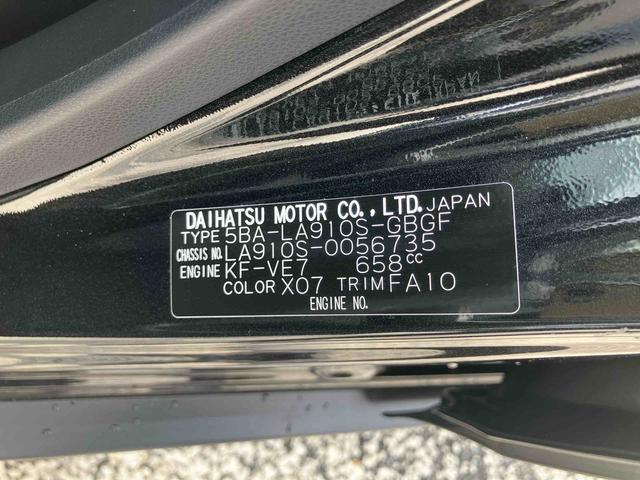 DAIHATSU MOTOR CO., LTD. JAPAN
TYPE 5BA-LA910S-GBGF
CHASSIS NO. LA910S-0056735
ENGINE KF-VE7 658cc
COLOR X07 TRIM FA10
ENGINE NO.